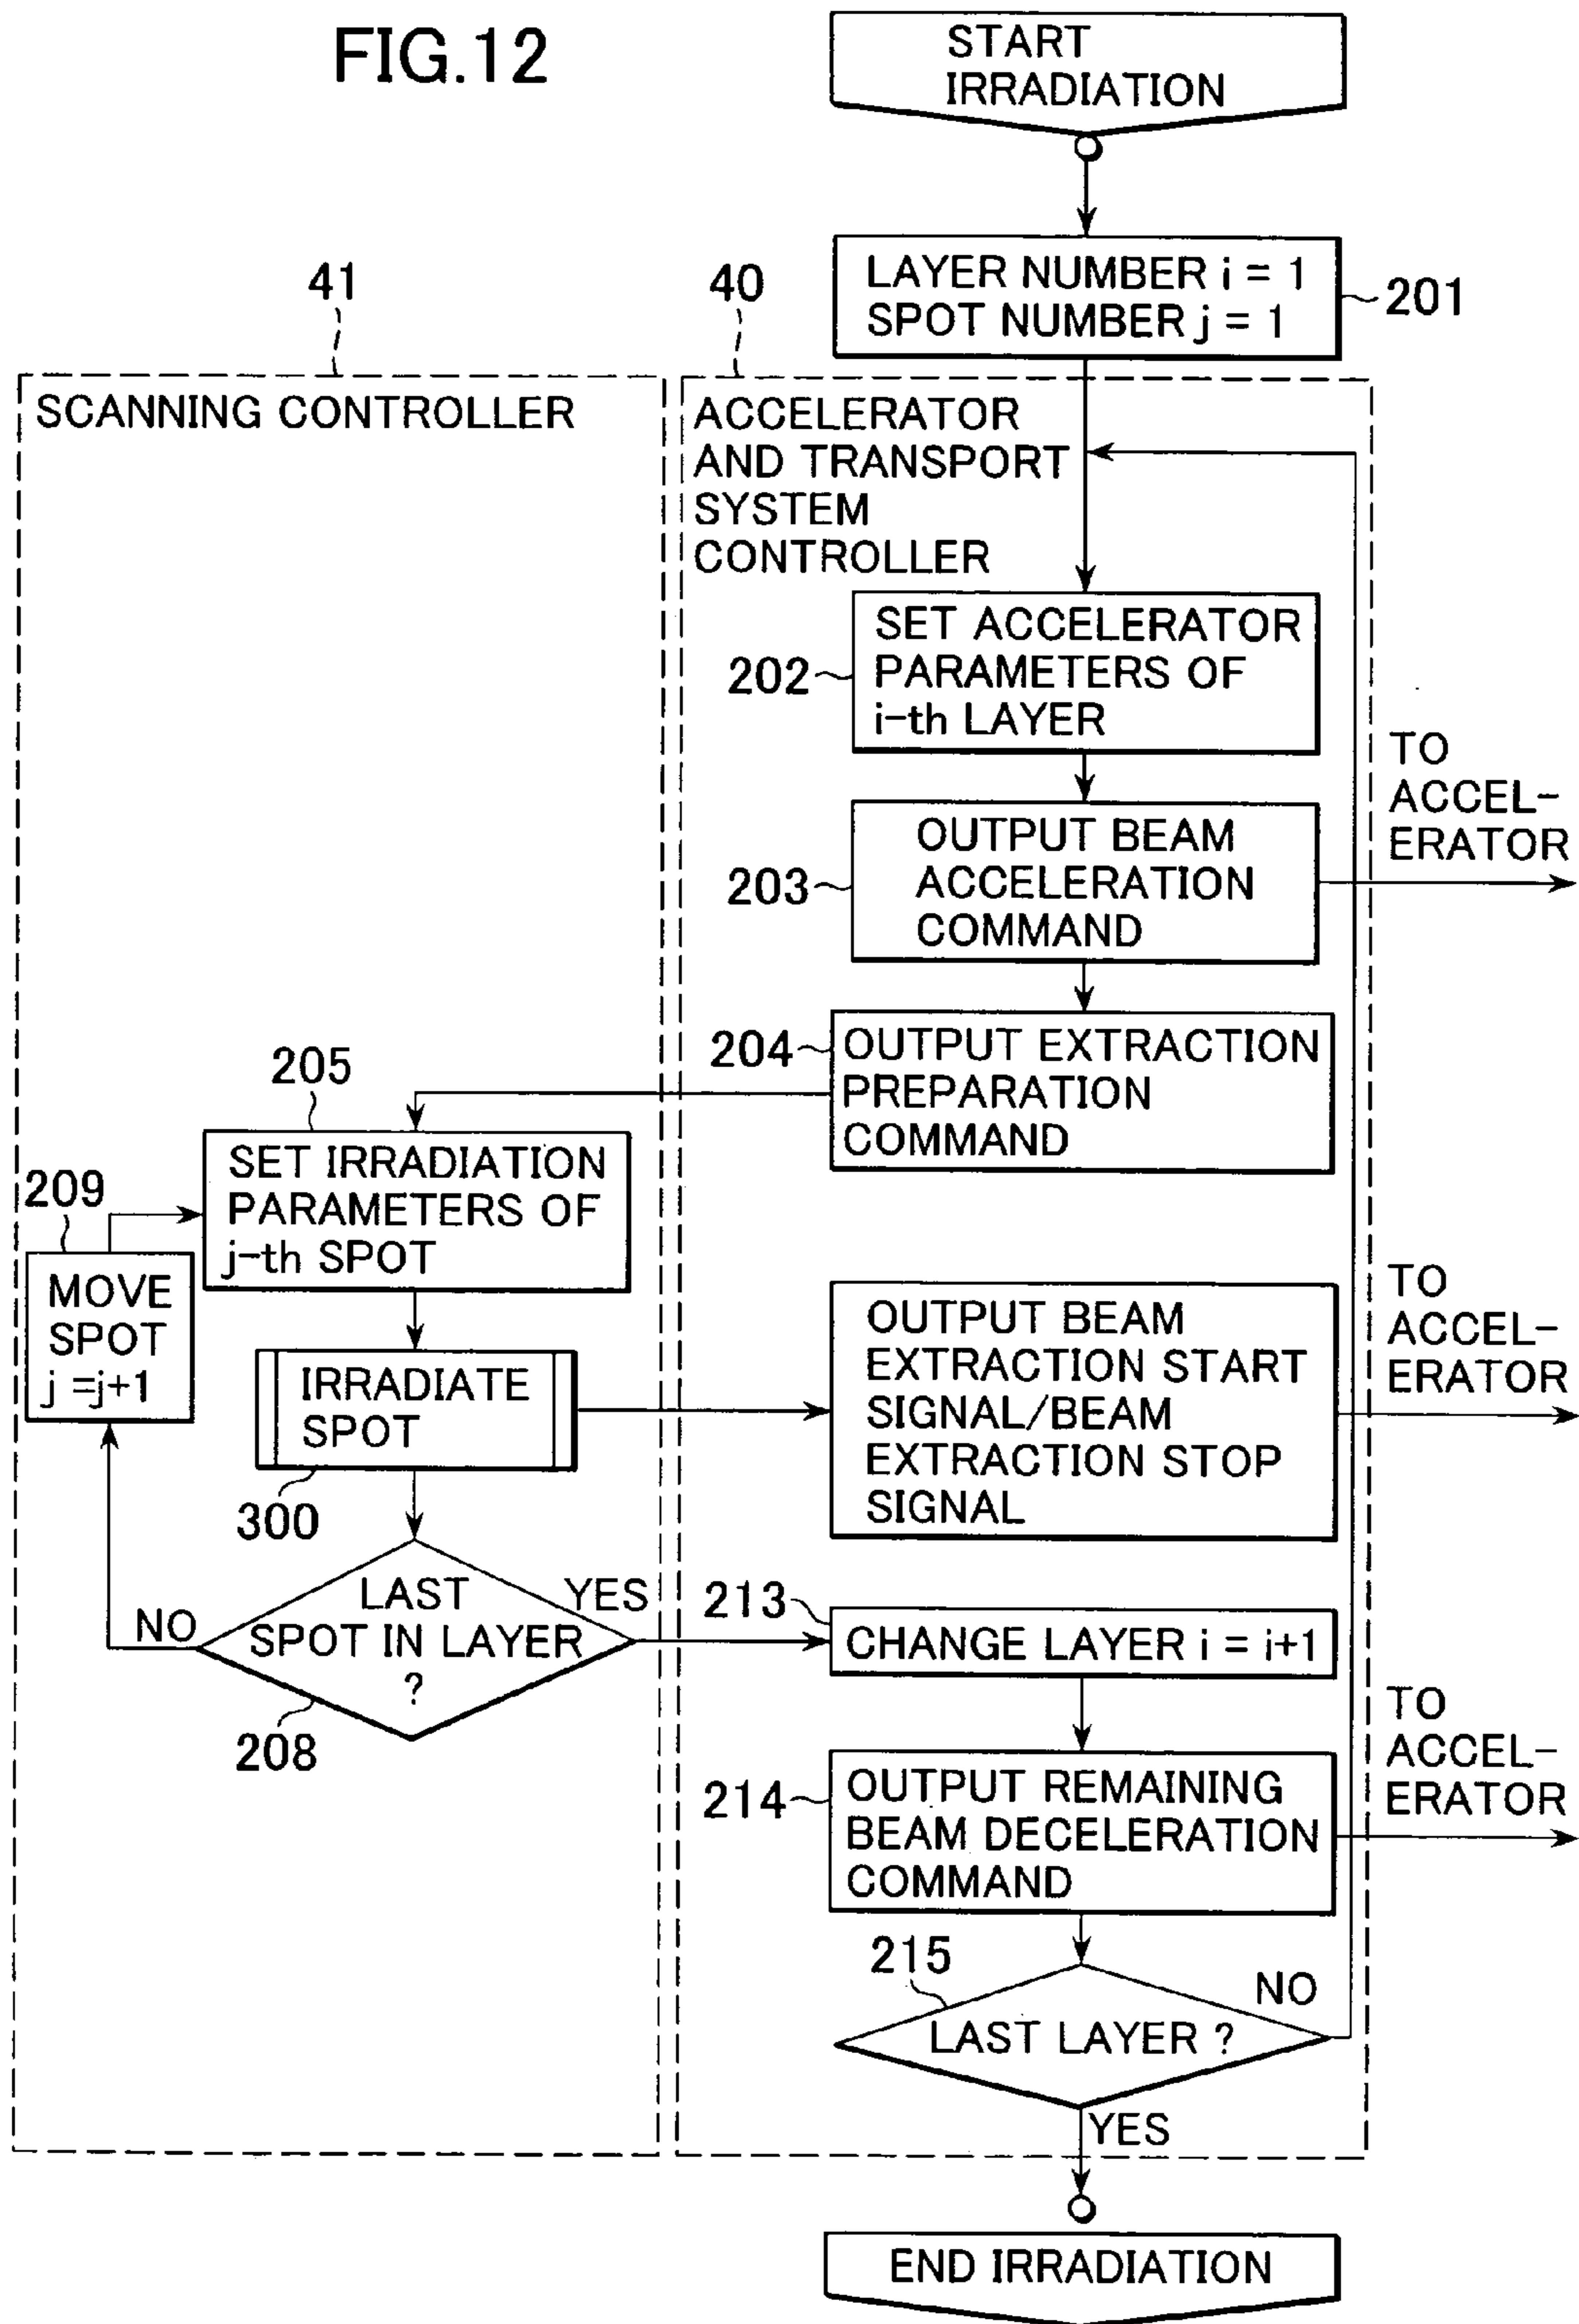 FIG.12
START
IRRADIATION
LAYER NUMBER i = 1
SPOT NUMBER j = 1
201
41
40
SCANNING CONTROLLER
ACCELERATOR
AND TRANSPORT
SYSTEM
CONTROLLER
202
SET ACCELERATOR
PARAMETERS OF
i-th LAYER
TO
ACCEL-
ERATOR
203
OUTPUT BEAM
ACCELERATION
COMMAND
204
OUTPUT EXTRACTION
PREPARATION
COMMAND
205
SET IRRADIATION
PARAMETERS OF
j-th SPOT
209
MOVE
SPOT
j =j+1
IRRADIATE
SPOT
300
OUTPUT BEAM
EXTRACTION START
SIGNAL/BEAM
EXTRACTION STOP
SIGNAL
TO
ACCEL-
ERATOR
LAST
SPOT IN LAYER
?
YES
NO
208
213
CHANGE LAYER i = i+1
214
OUTPUT REMAINING
BEAM DECELERATION
COMMAND
TO
ACCEL-
ERATOR
215
LAST LAYER ?
NO
YES
END IRRADIATION